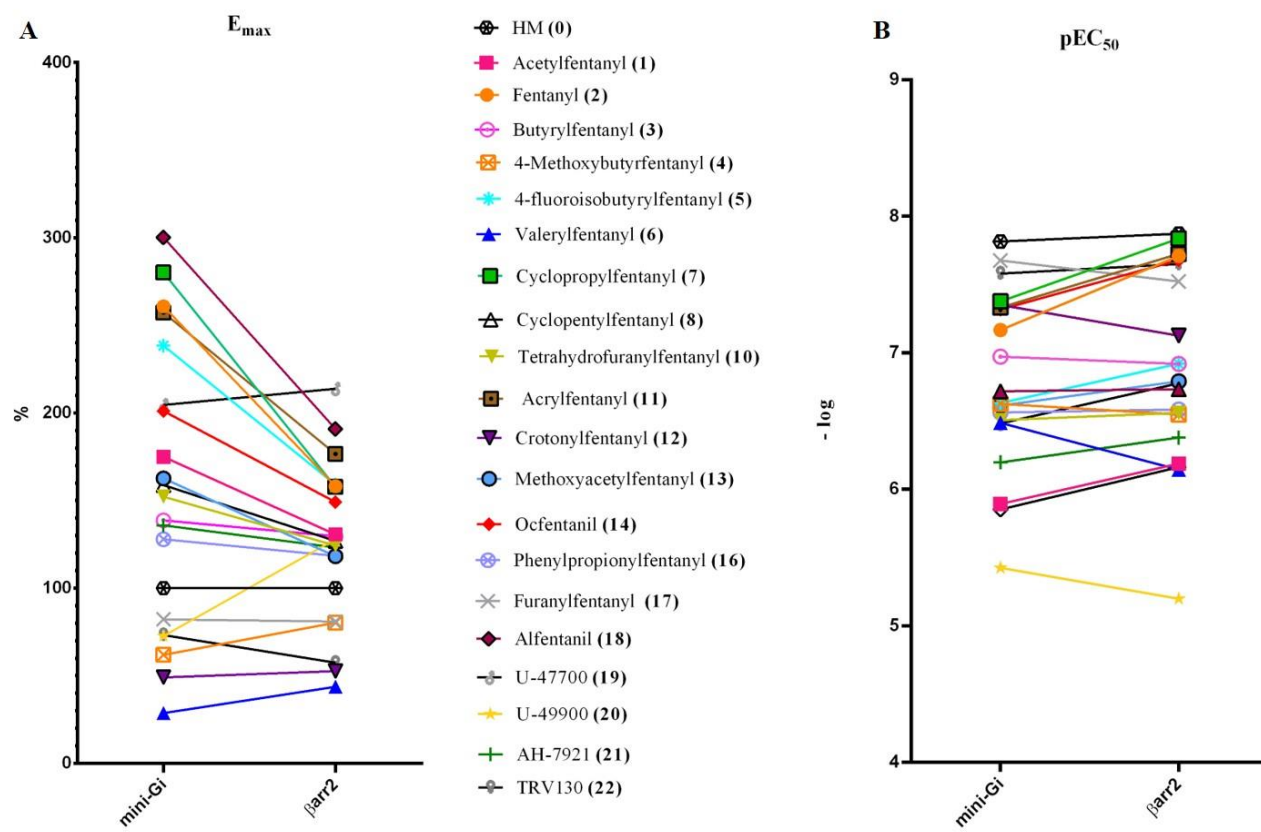 A
E_max
400
300
200
100
0
%
mini-Gi
βarr2
HM (0)
Acetylfentanyl (1)
Fentanyl (2)
Butyrylfentanyl (3)
4-Methoxybutyrfentanyl (4)
4-fluoroisobutyrylfentanyl (5)
Valerylfentanyl (6)
Cyclopropylfentanyl (7)
Cyclopentylfentanyl (8)
Tetrahydrofuranylfentanyl (10)
Acrylfentanyl (11)
Crotonylfentanyl (12)
Methoxyacetylfentanyl (13)
Ocfentanil (14)
Phenylpropionylfentanyl (16)
Furanylfentanyl (17)
Alfentanil (18)
U-47700 (19)
U-49900 (20)
AH-7921 (21)
TRV130 (22)
B
pEC50
9
8
7
6
5
4
- log
mini-Gi
βarr2